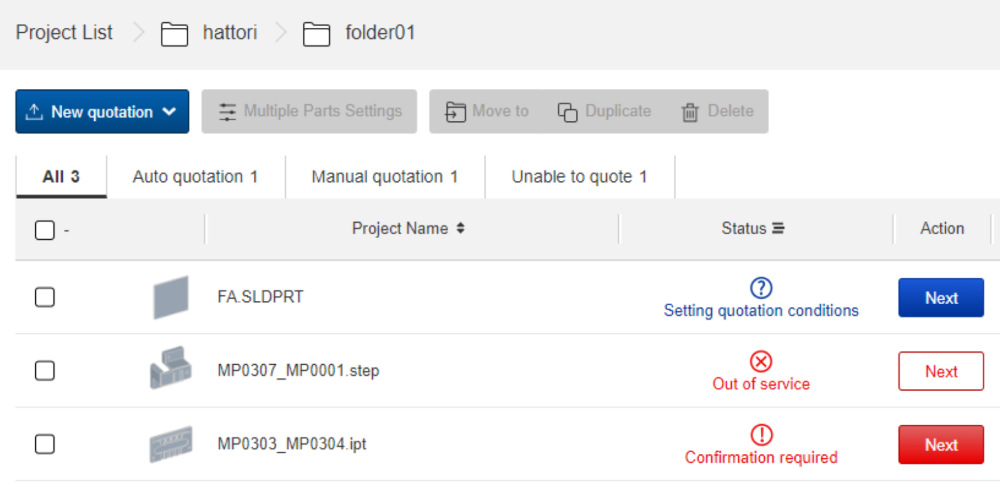 Project List hattori folder01
New quotation Multiple Parts Settings Move to Duplicate Delete
All 3 Auto quotation 1 Manual quotation 1 Unable to quote 1
- Project Name Status Action
FA.SLDPRT Setting quotation conditions Next
MP0307_MP0001.step Out of service Next
MP0303_MP0304.ipt Confirmation required Next